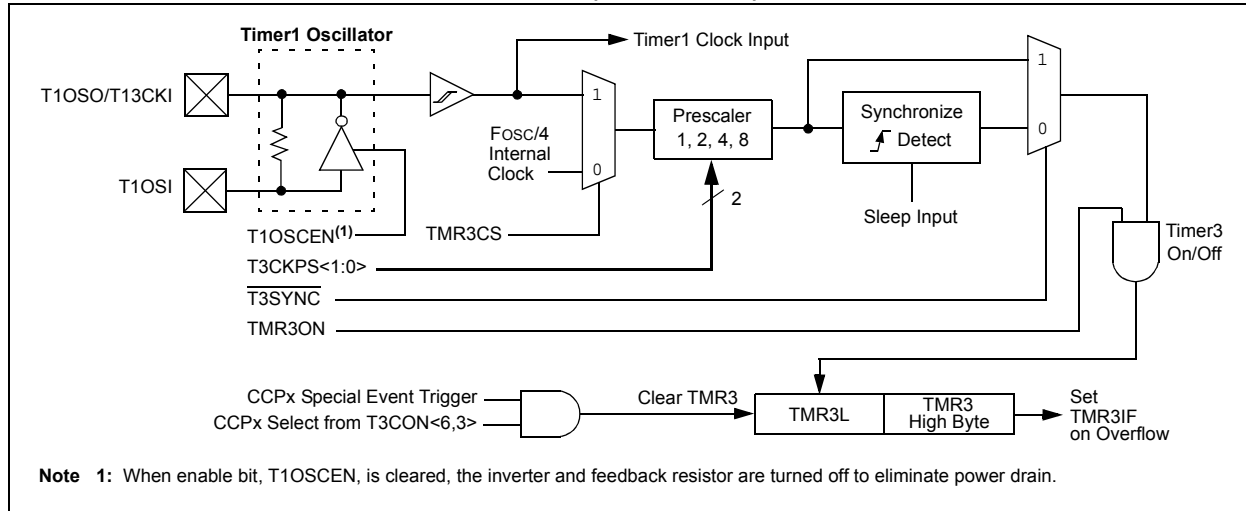 Timer1 Oscillator
Timer1 Clock Input
T1OSO/T13CKI
T1OSI
1
0
FOSC/4
Internal
Clock
Prescaler
1, 2, 4, 8
2
Synchronize
Detect
Sleep Input
1
0
Timer3
On/Off
T1OSCEN(1)
TMR3CS
T3CKPS<1:0>
T3SYNC
TMR3ON
CCPx Special Event Trigger
CCPx Select from T3CON<6,3>
Clear TMR3
TMR3L
TMR3
High Byte
Set
TMR3IF
on Overflow
Note 1: When enable bit, T1OSCEN, is cleared, the inverter and feedback resistor are turned off to eliminate power drain.